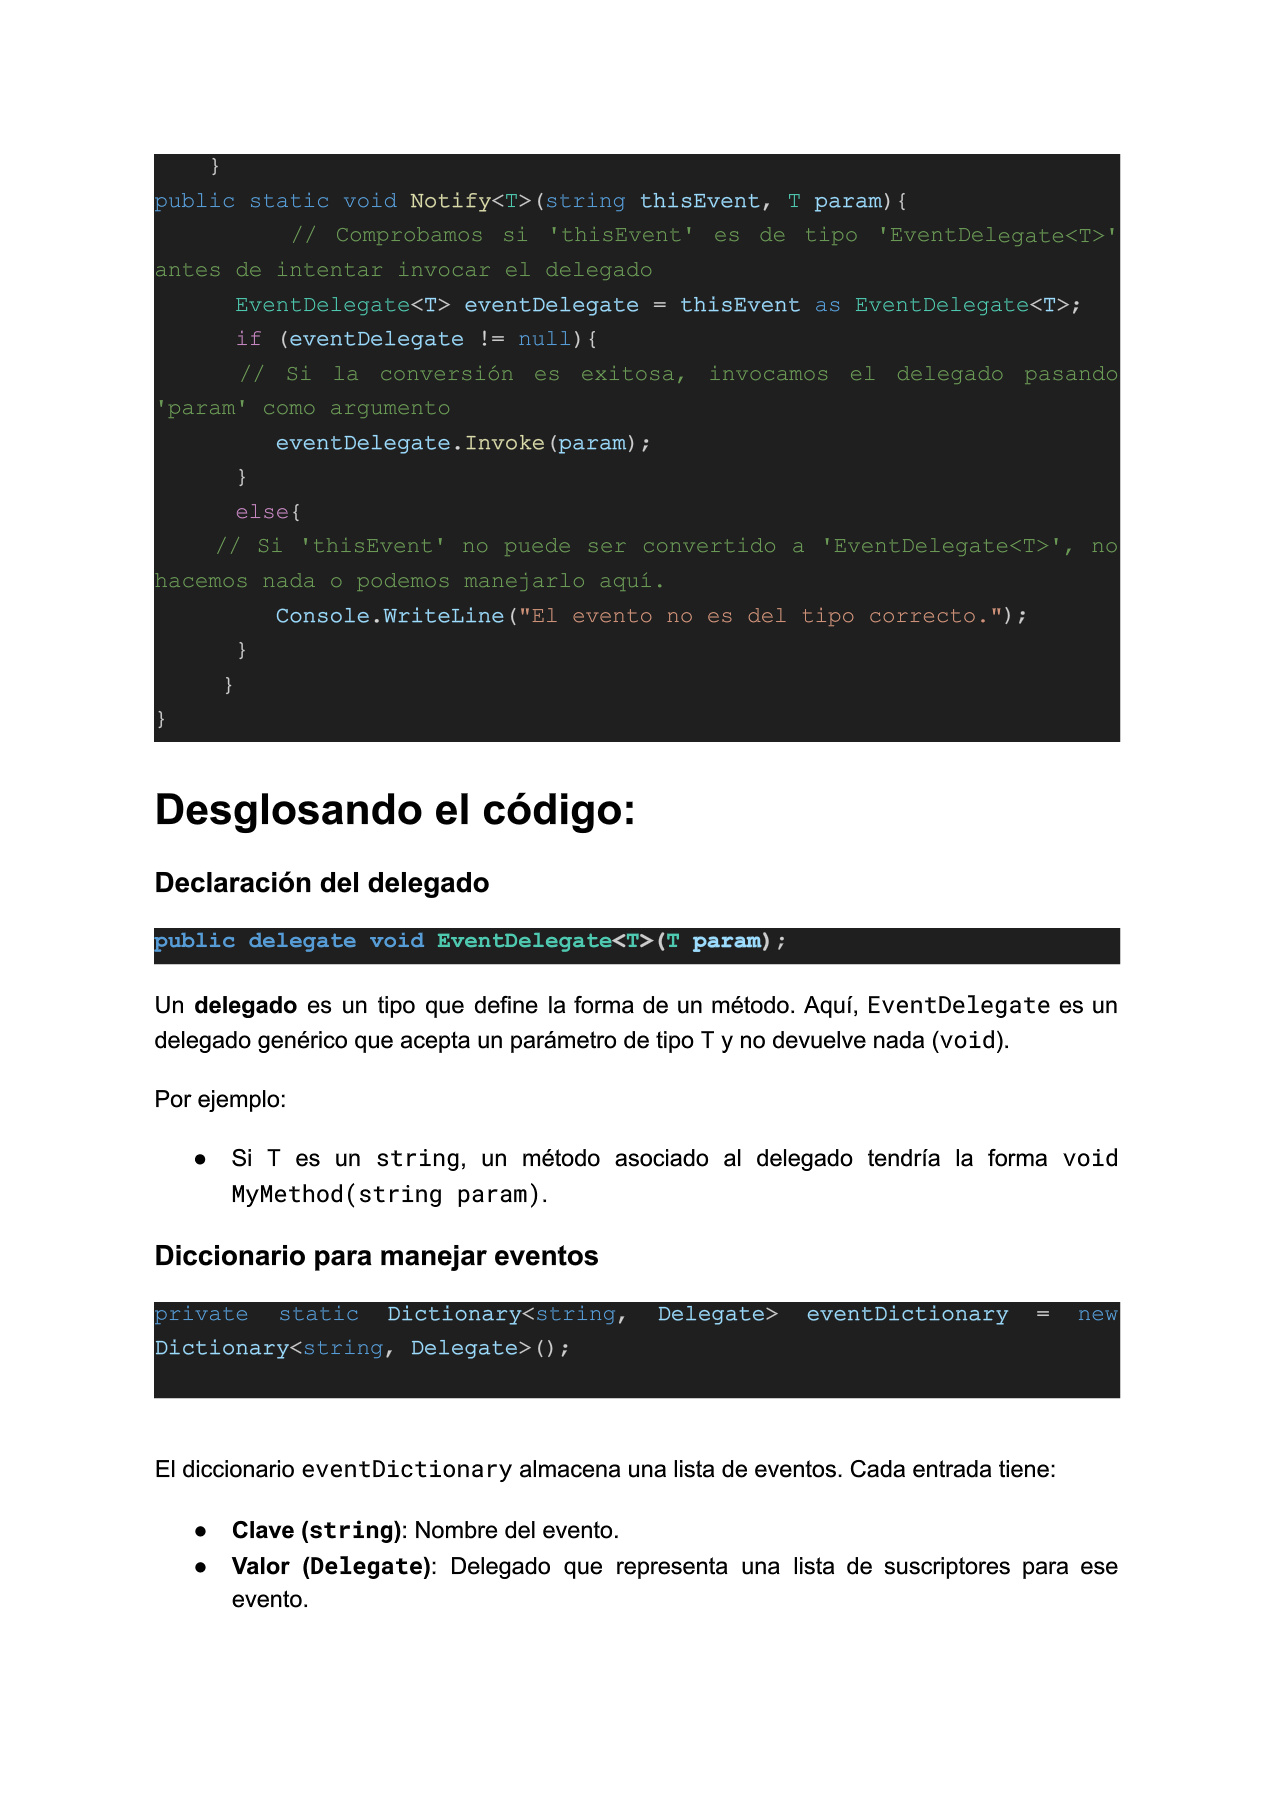 }
public static void Notify<T>(string thisEvent, T param){
// Comprobamos si 'thisEvent' es de tipo 'EventDelegate<T>'
antes de intentar invocar el delegado
EventDelegate<T> eventDelegate = thisEvent as EventDelegate<T>;
if (eventDelegate != null){
// Si la conversión es exitosa, invocamos el delegado pasando
'param' como argumento
eventDelegate.Invoke(param);
}
else{
// Si 'thisEvent' no puede ser convertido a 'EventDelegate<T>', no
hacemos nada o podemos manejarlo aquí.
Console.WriteLine("El evento no es del tipo correcto.");
}
}
}
Desglosando el código:
Declaración del delegado
public delegate void EventDelegate<T>(T param);
Un delegado es un tipo que define la forma de un método. Aquí, EventDelegate es un
delegado genérico que acepta un parámetro de tipo T y no devuelve nada (void).
Por ejemplo:
● Si T es un string, un método asociado al delegado tendría la forma void
MyMethod(string param).
Diccionario para manejar eventos
private static Dictionary<string, Delegate> eventDictionary = new
Dictionary<string, Delegate>();
El diccionario eventDictionary almacena una lista de eventos. Cada entrada tiene:
● Clave (string): Nombre del evento.
● Valor (Delegate): Delegado que representa una lista de suscriptores para ese
evento.